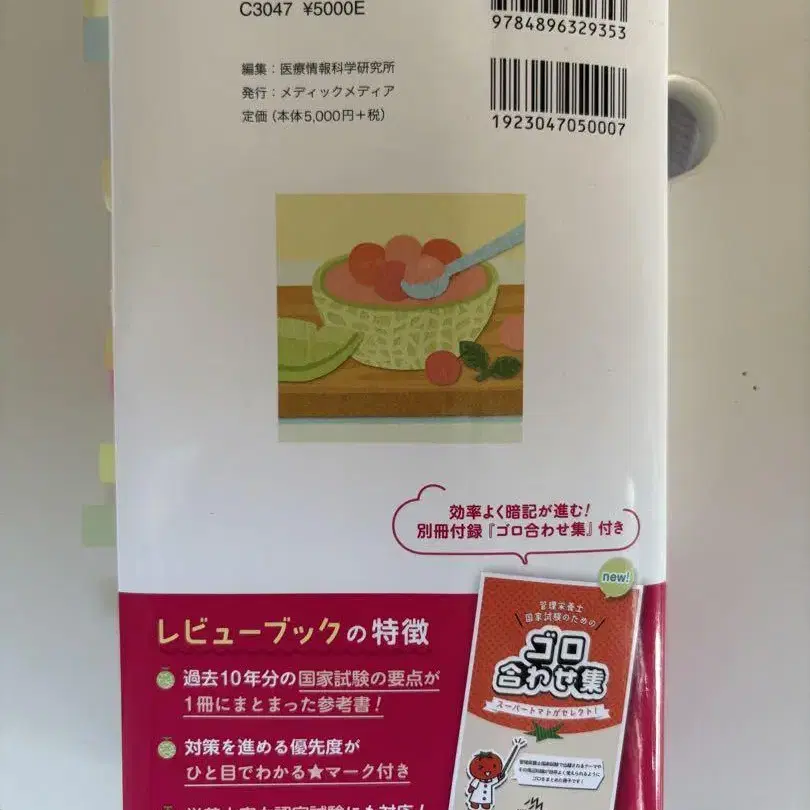 C3047 ¥5000E
9784896329353
編集：医療情報科学研究所
発行：メディックメディア
定価（本体5,000円＋税）
1923047050007
効率よく暗記が進む！
別冊付録『ゴロ合わせ集』付き
new!
管理栄養士
国家試験のための
ゴロ
合わせ集
スーパートマトがセレクト！
レビューブックの特徴
過去10年分の国家試験の要点が
1冊にまとまった参考書！
対策を進める優先度が
ひと目でわかる★マーク付き